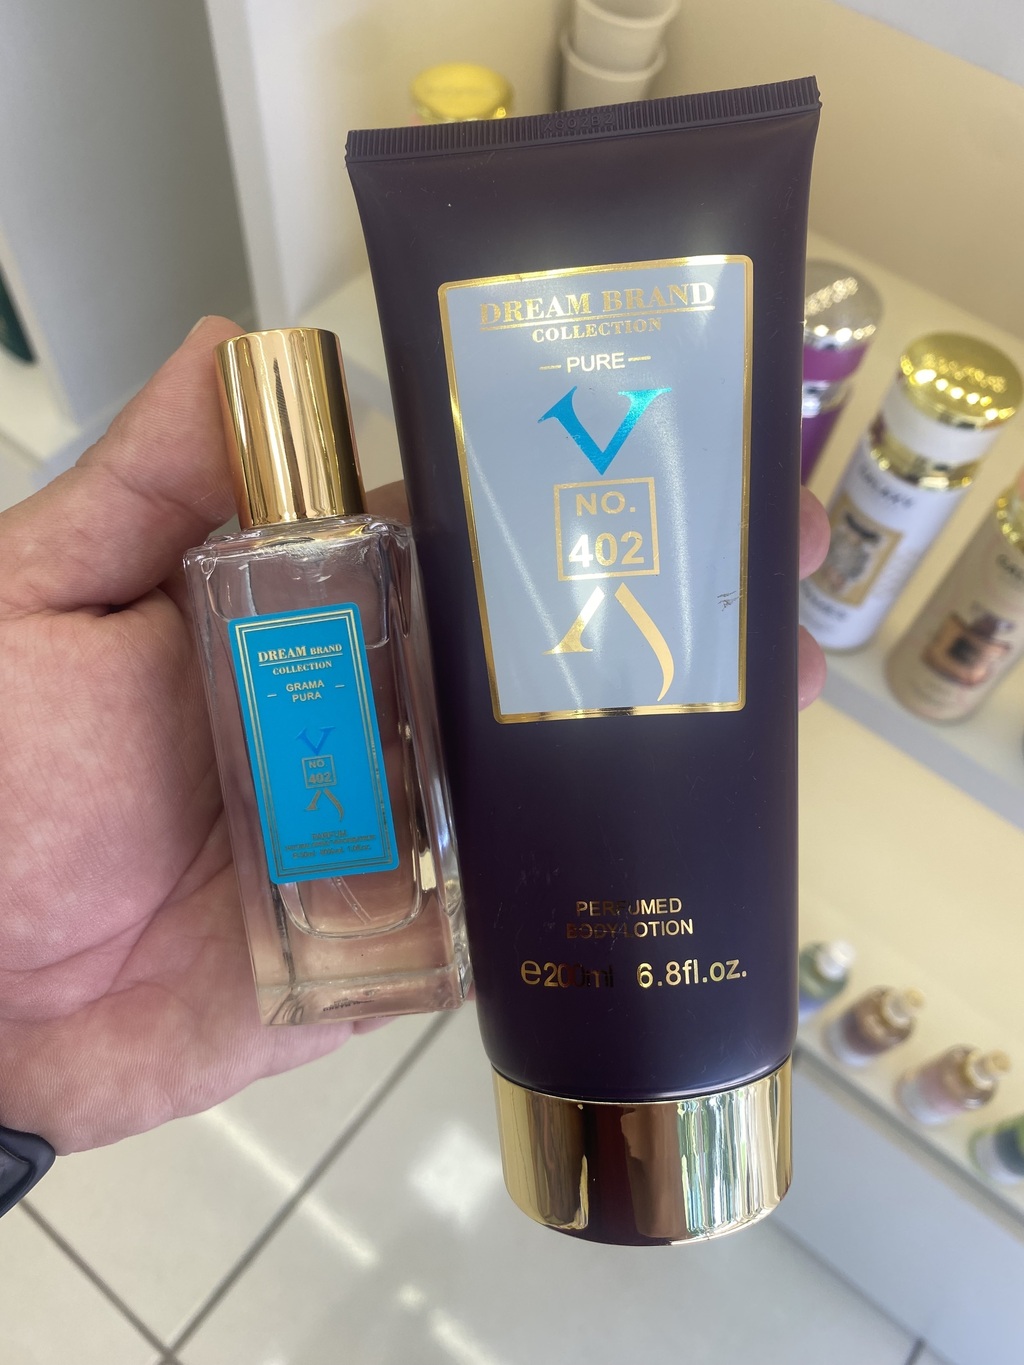 DREAM BRAND
COLLECTION
GRAMA
PURA
V
NO
402
DREAM BRAND
COLLECTION
PURE
V
NO.
402
PERFUMED
BODY LOTION
e200ml 6.8fl.oz.